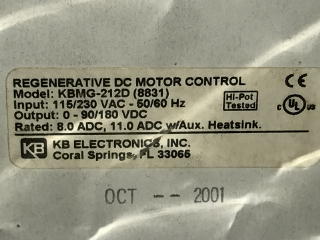 REGENERATIVE DC MOTOR CONTROL
Model: KBMG-212D (8831)
Input: 115/230 VAC - 50/60 Hz
Output: 0 - 90/180 VDC
Rated: 8.0 ADC, 11.0 ADC w/Aux. Heatsink.
Hi-Pot
Tested
CE
c UL us
KB
KB ELECTRONICS, INC.
Coral Springs, FL 33065
OCT -- 2001